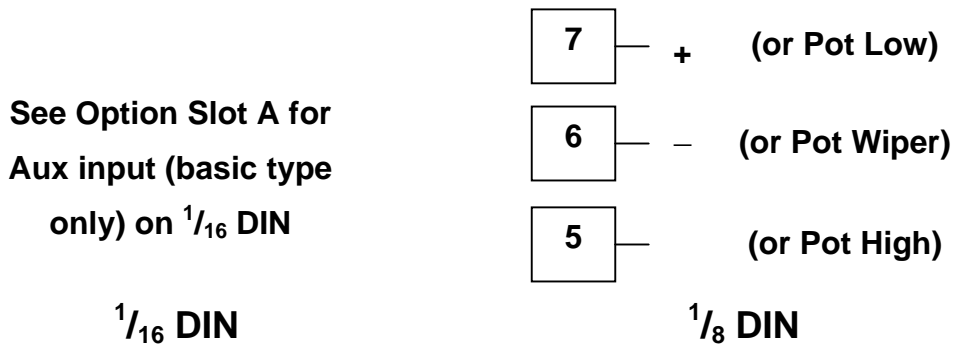 See Option Slot A for
Aux input (basic type
only) on 1/16 DIN
1/16 DIN
7 + (or Pot Low)
6 − (or Pot Wiper)
5 (or Pot High)
1/8 DIN